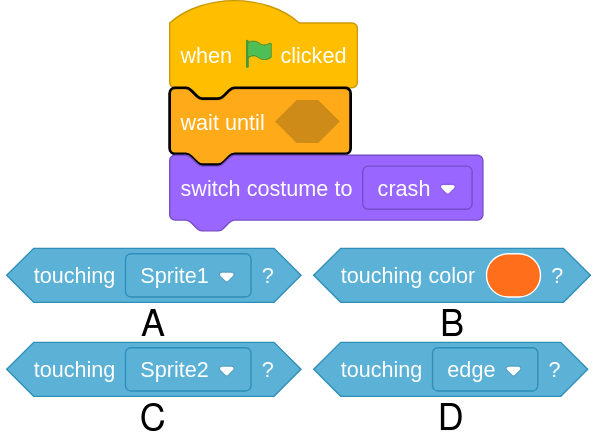 when clicked
wait until
switch costume to crash
touching Sprite1 ? touching color ?
A B
touching Sprite2 ? touching edge ?
C D